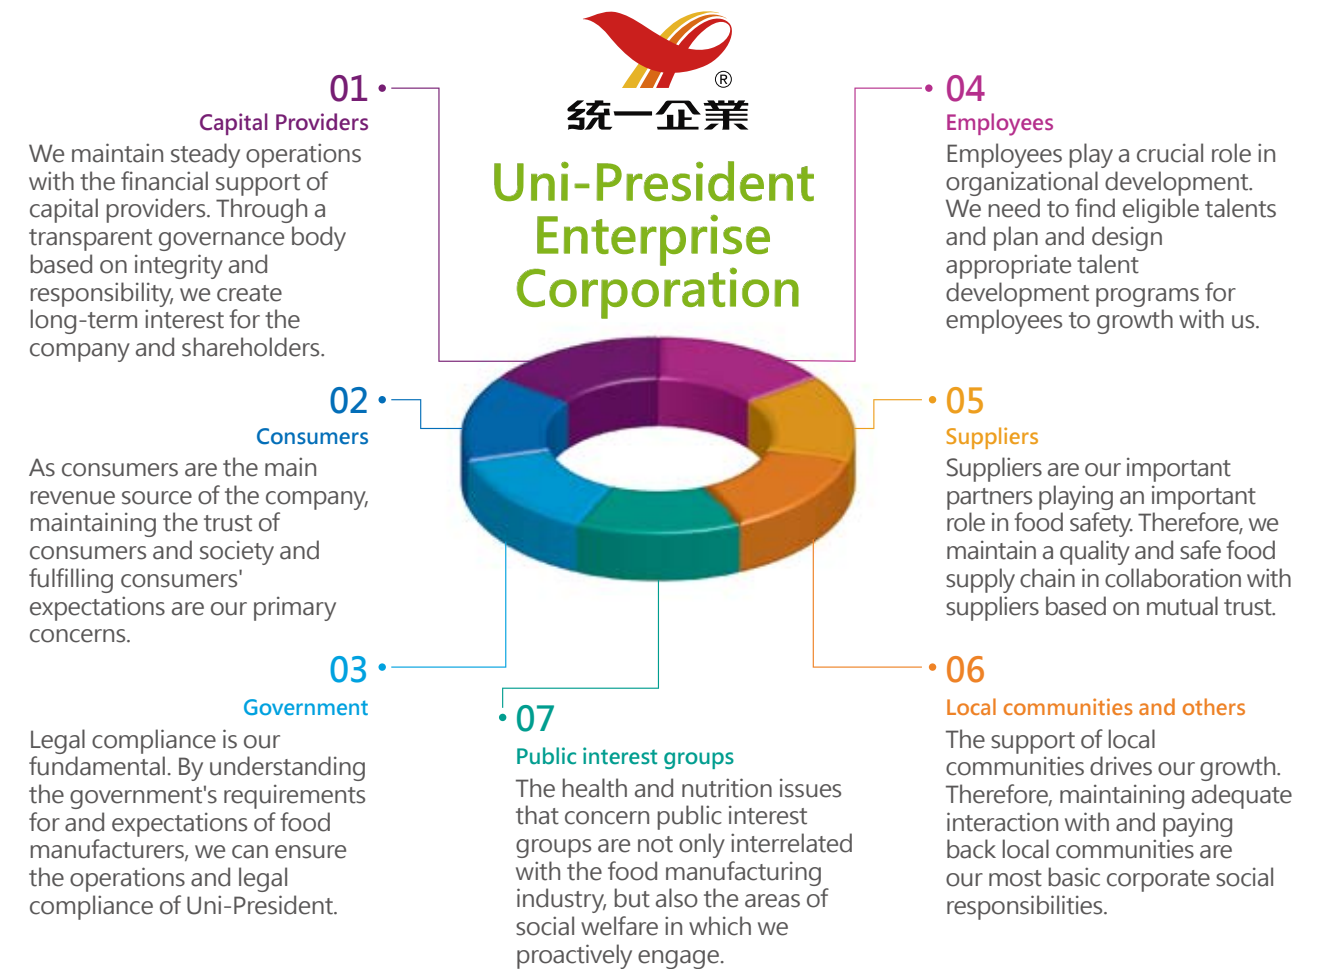 ®
統一企業
Uni-President
Enterprise
Corporation
01
Capital Providers
We maintain steady operations
with the financial support of
capital providers. Through a
transparent governance body
based on integrity and
responsibility, we create
long-term interest for the
company and shareholders.
02
Consumers
As consumers are the main
revenue source of the company,
maintaining the trust of
consumers and society and
fulfilling consumers'
expectations are our primary
concerns.
03
Government
Legal compliance is our
fundamental. By understanding
the government's requirements
for and expectations of food
manufacturers, we can ensure
the operations and legal
compliance of Uni-President.
04
Employees
Employees play a crucial role in
organizational development.
We need to find eligible talents
and plan and design
appropriate talent
development programs for
employees to growth with us.
05
Suppliers
Suppliers are our important
partners playing an important
role in food safety. Therefore, we
maintain a quality and safe food
supply chain in collaboration with
suppliers based on mutual trust.
06
Local communities and others
The support of local
communities drives our growth.
Therefore, maintaining adequate
interaction with and paying
back local communities are
our most basic corporate social
responsibilities.
07
Public interest groups
The health and nutrition issues
that concern public interest
groups are not only interrelated
with the food manufacturing
industry, but also the areas of
social welfare in which we
proactively engage.